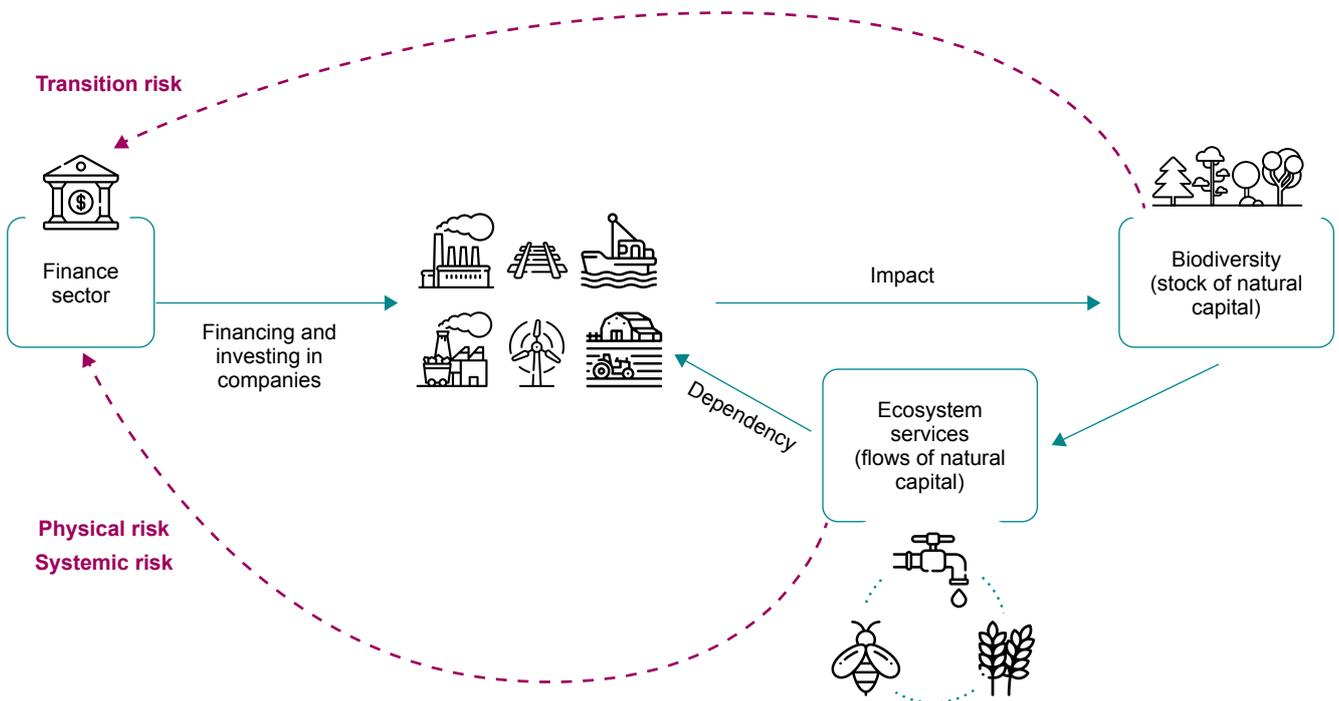 Transition risk
Finance
sector
Financing and
investing in
companies
Impact
Biodiversity
(stock of natural
capital)
Dependency
Ecosystem
services
(flows of natural
capital)
Physical risk
Systemic risk
$